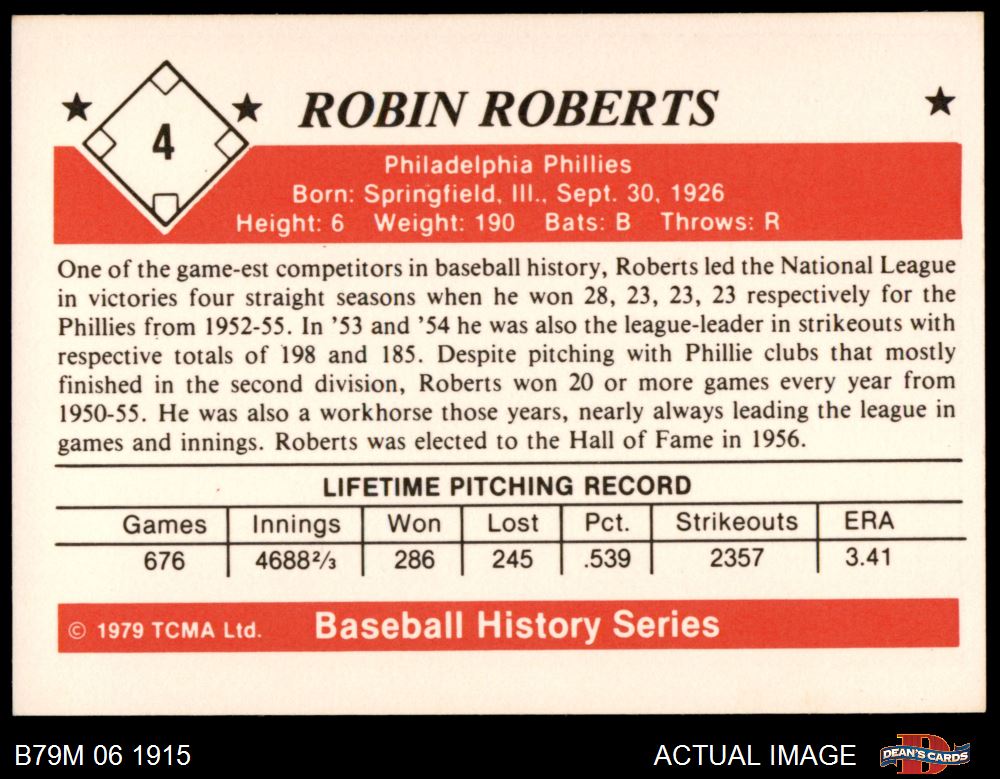 4
ROBIN ROBERTS
Philadelphia Phillies
Born: Springfield, Ill., Sept. 30, 1926
Height: 6 Weight: 190 Bats: B Throws: R
One of the game-est competitors in baseball history, Roberts led the National League
in victories four straight seasons when he won 28, 23, 23, 23 respectively for the
Phillies from 1952-55. In ’53 and ’54 he was also the league-leader in strikeouts with
respective totals of 198 and 185. Despite pitching with Phillie clubs that mostly
finished in the second division, Roberts won 20 or more games every year from
1950-55. He was also a workhorse those years, nearly always leading the league in
games and innings. Roberts was elected to the Hall of Fame in 1956.
LIFETIME PITCHING RECORD
Games Innings Won Lost Pct. Strikeouts ERA
676 4688⅔ 286 245 .539 2357 3.41
© 1979 TCMA Ltd. Baseball History Series
B79M 06 1915 ACTUAL IMAGE DEAN'S CARDS